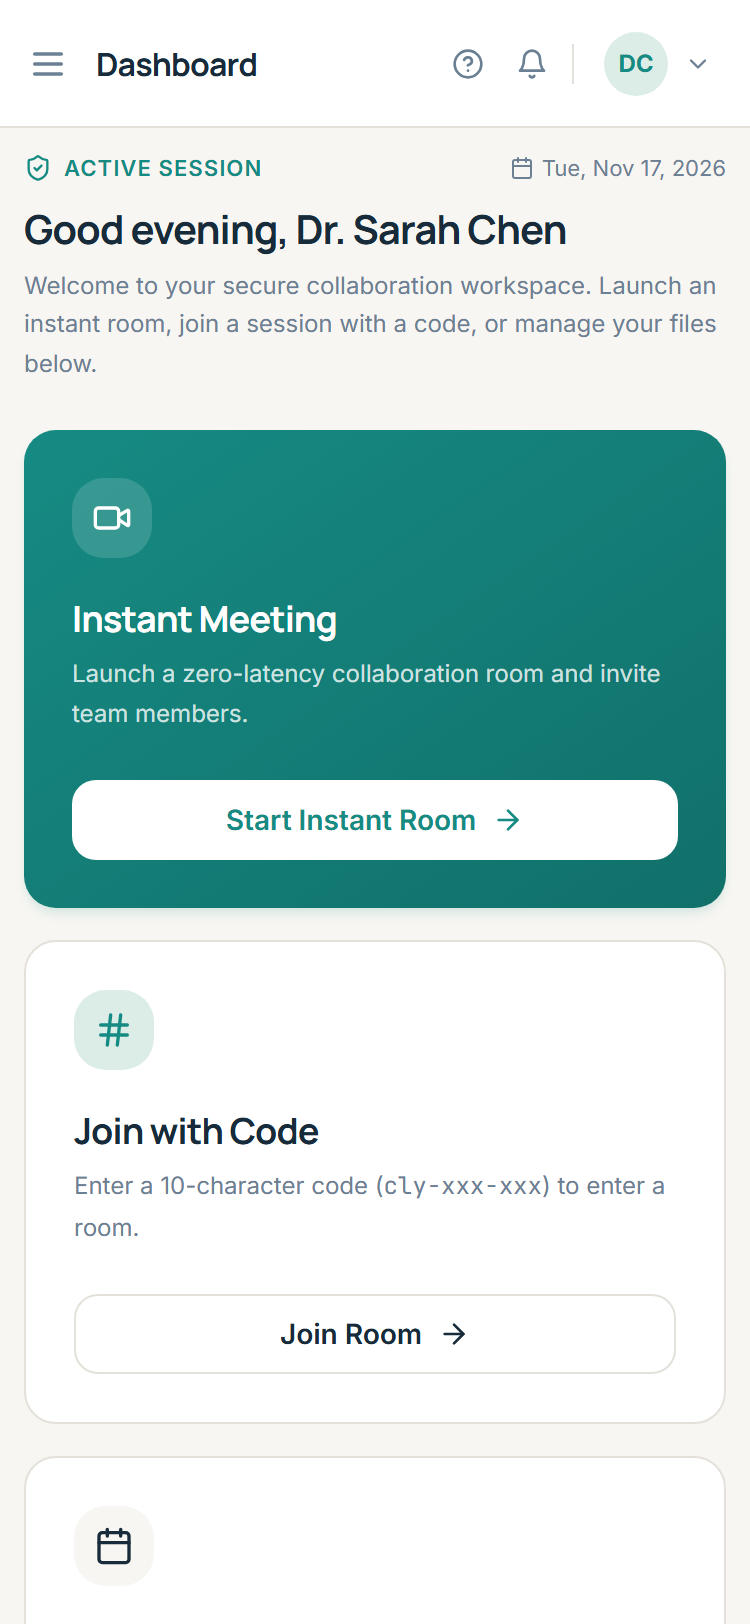 Dashboard
DC
ACTIVE SESSION
Tue, Nov 17, 2026
Good evening, Dr. Sarah Chen
Welcome to your secure collaboration workspace. Launch an
instant room, join a session with a code, or manage your files
below.
Instant Meeting
Launch a zero-latency collaboration room and invite
team members.
Start Instant Room
Join with Code
Enter a 10-character code (cly-xxx-xxx) to enter a
room.
Join Room